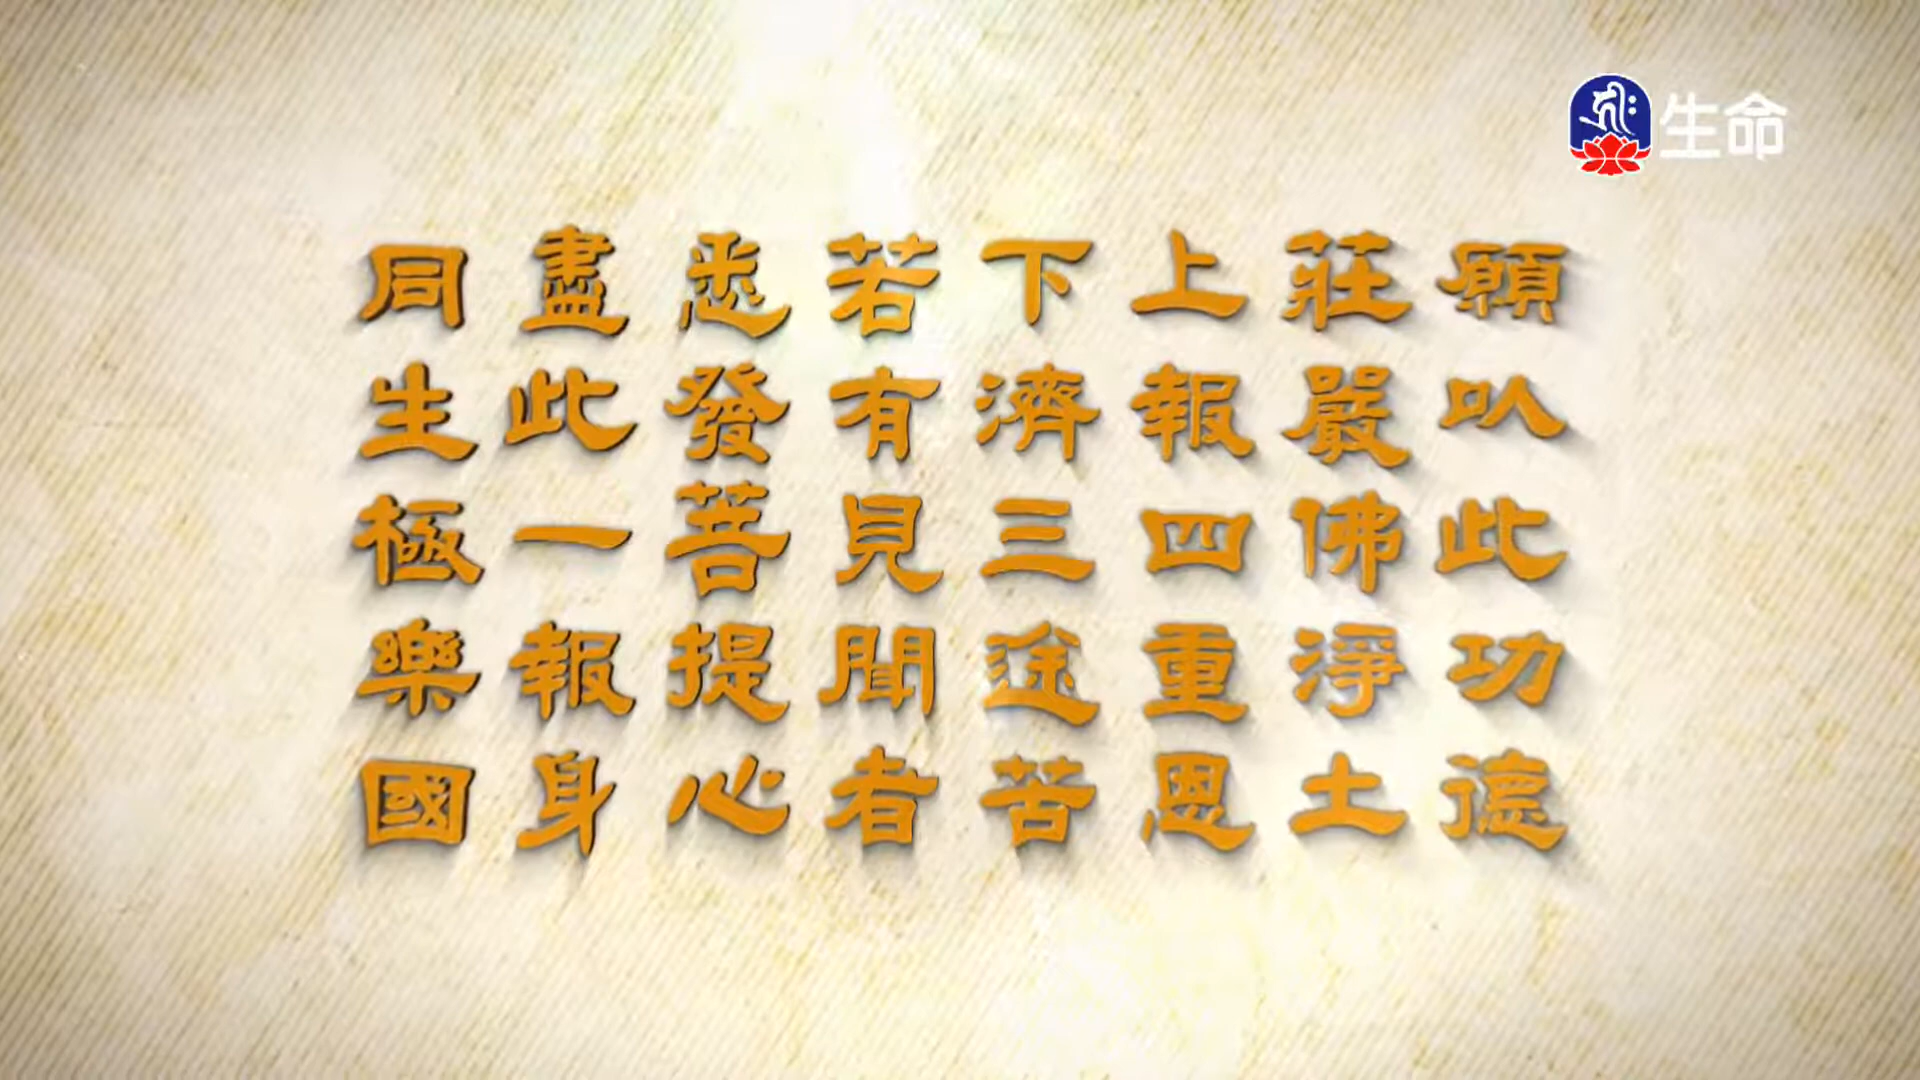 生命
願以此功德
莊嚴佛淨土
上報四重恩
下濟三途苦
若有見聞者
悉發菩提心
盡此一報身
同生極樂國